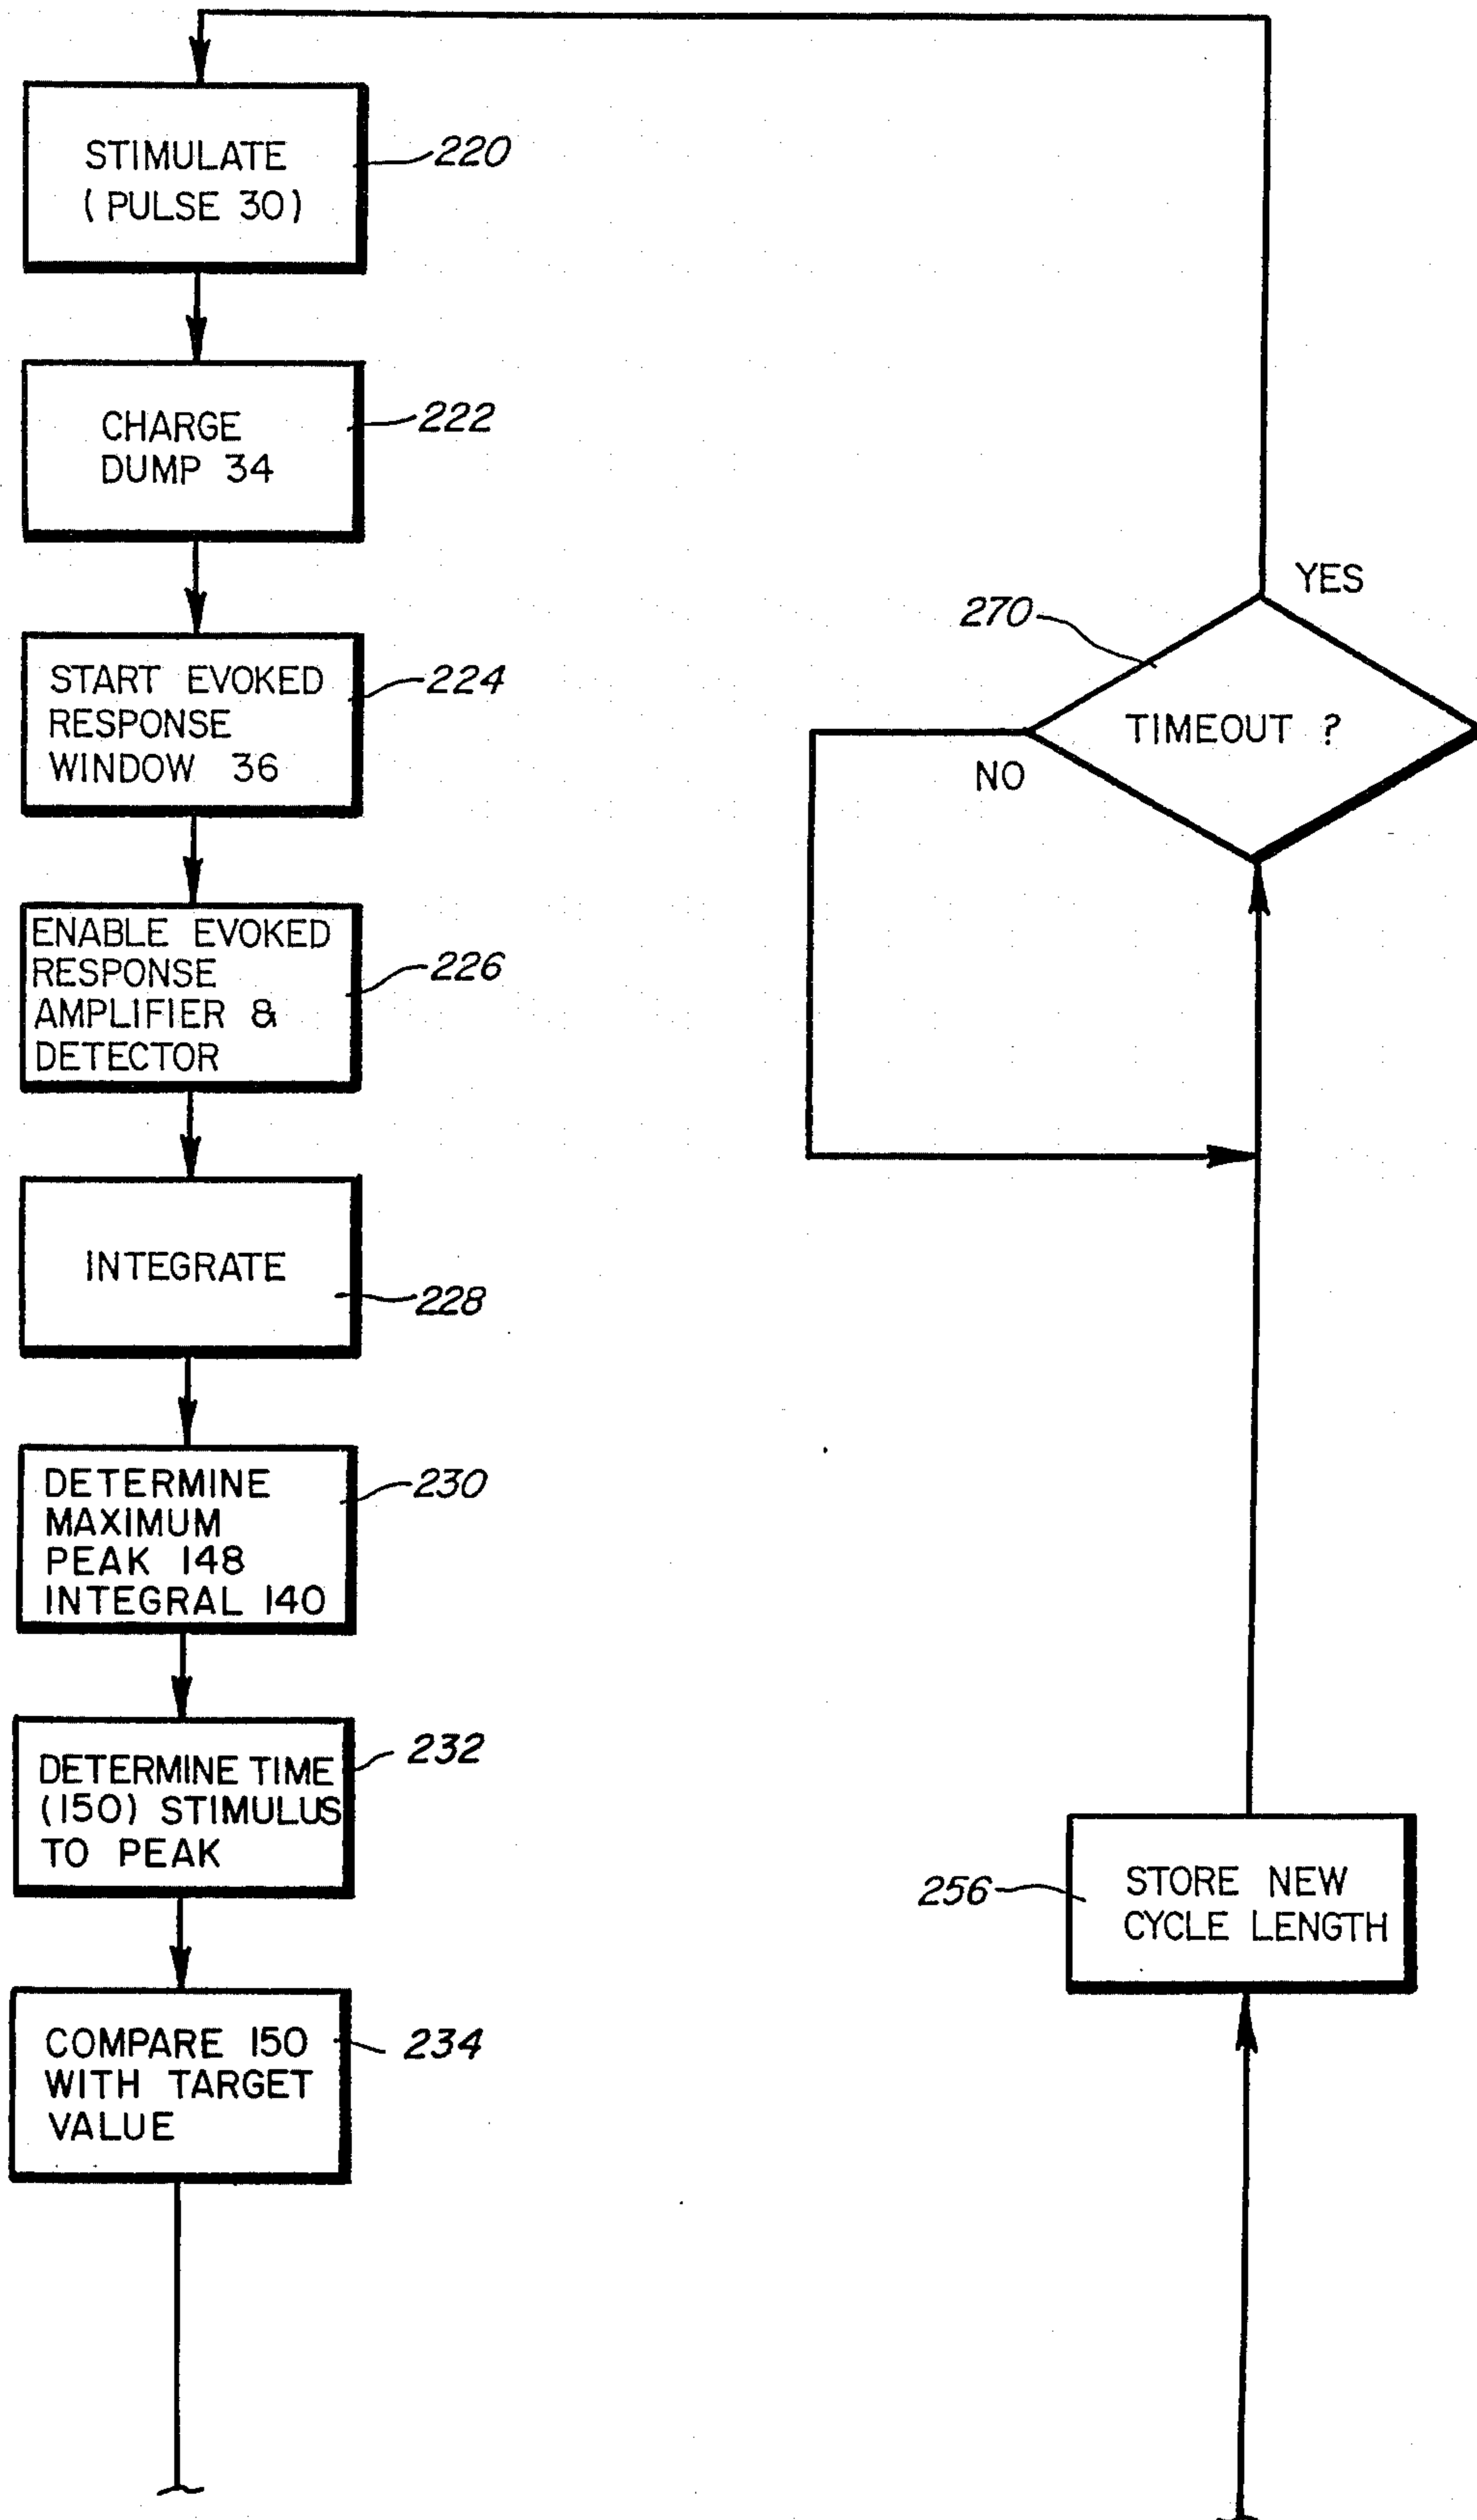 STIMULATE
(PULSE 30)
220
CHARGE
DUMP 34
222
START EVOKED
RESPONSE
WINDOW 36
224
ENABLE EVOKED
RESPONSE
AMPLIFIER &
DETECTOR
226
INTEGRATE
228
DETERMINE
MAXIMUM
PEAK 148
INTEGRAL 140
230
DETERMINE TIME
(150) STIMULUS
TO PEAK
232
COMPARE 150
WITH TARGET
VALUE
234
YES
270
TIMEOUT ?
NO
256
STORE NEW
CYCLE LENGTH